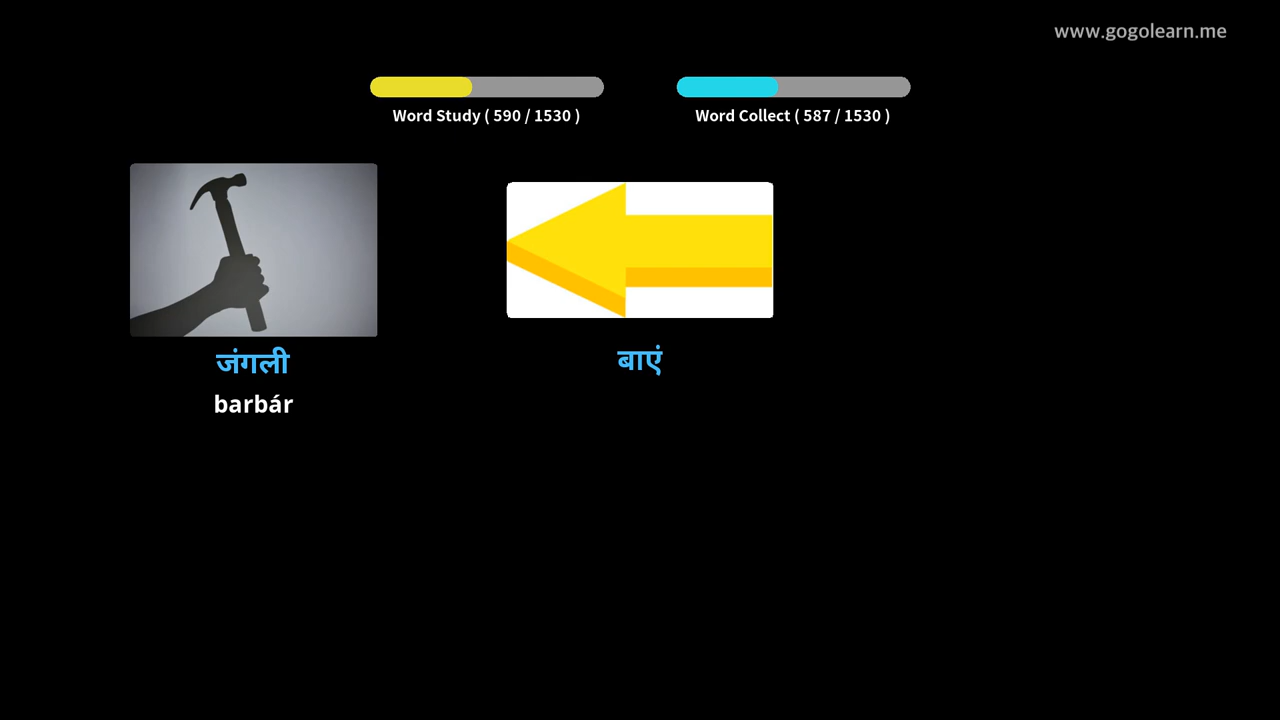 www.gogolearn.me
Word Study ( 590 / 1530 )
Word Collect ( 587 / 1530 )
जंगली
barbár
बाएं